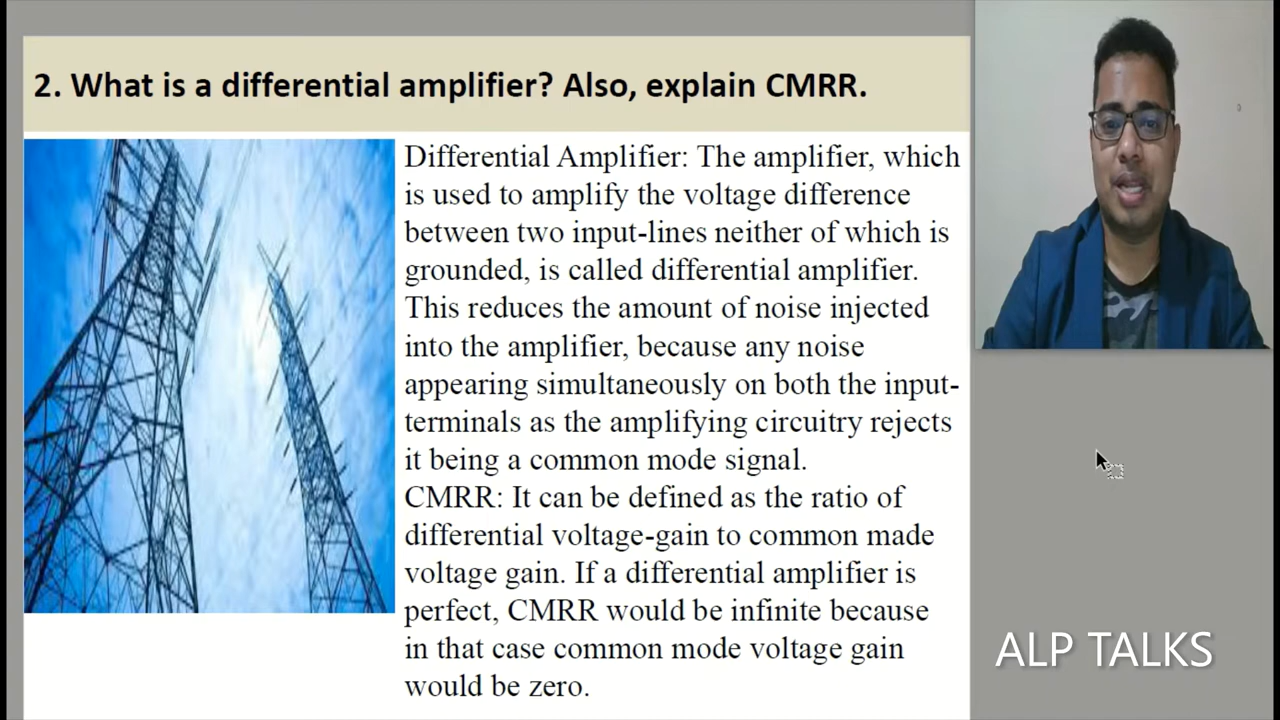 2. What is a differential amplifier? Also, explain CMRR.
Differential Amplifier: The amplifier, which
is used to amplify the voltage difference
between two input-lines neither of which is
grounded, is called differential amplifier.
This reduces the amount of noise injected
into the amplifier, because any noise
appearing simultaneously on both the input-
terminals as the amplifying circuitry rejects
it being a common mode signal.
CMRR: It can be defined as the ratio of
differential voltage-gain to common made
voltage gain. If a differential amplifier is
perfect, CMRR would be infinite because
in that case common mode voltage gain
would be zero.
ALP TALKS